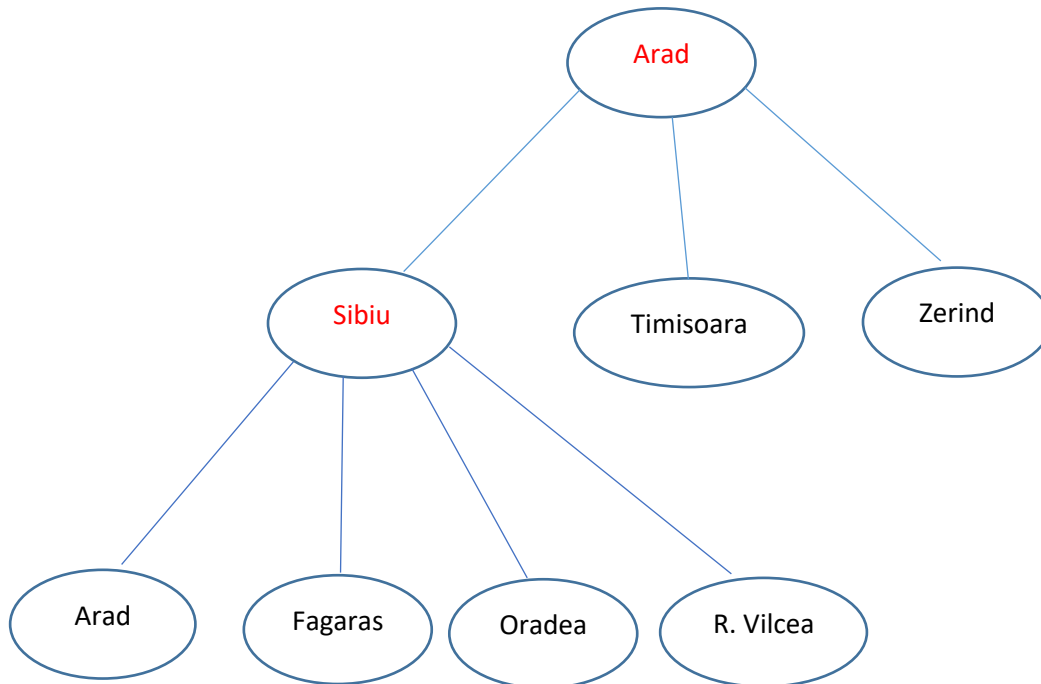 Arad
Sibiu
Timisoara
Zerind
Arad
Fagaras
Oradea
R. Vilcea